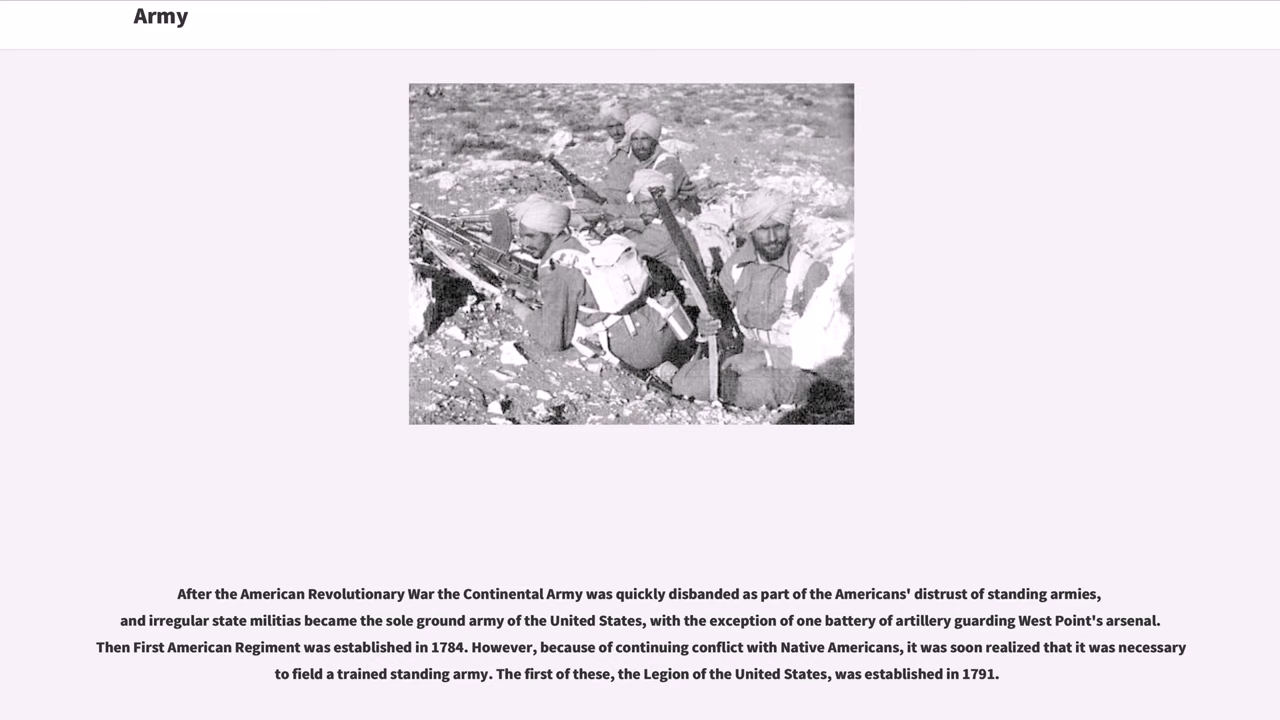 Army
After the American Revolutionary War the Continental Army was quickly disbanded as part of the Americans' distrust of standing armies,
and irregular state militias became the sole ground army of the United States, with the exception of one battery of artillery guarding West Point's arsenal.
Then First American Regiment was established in 1784. However, because of continuing conflict with Native Americans, it was soon realized that it was necessary
to field a trained standing army. The first of these, the Legion of the United States, was established in 1791.